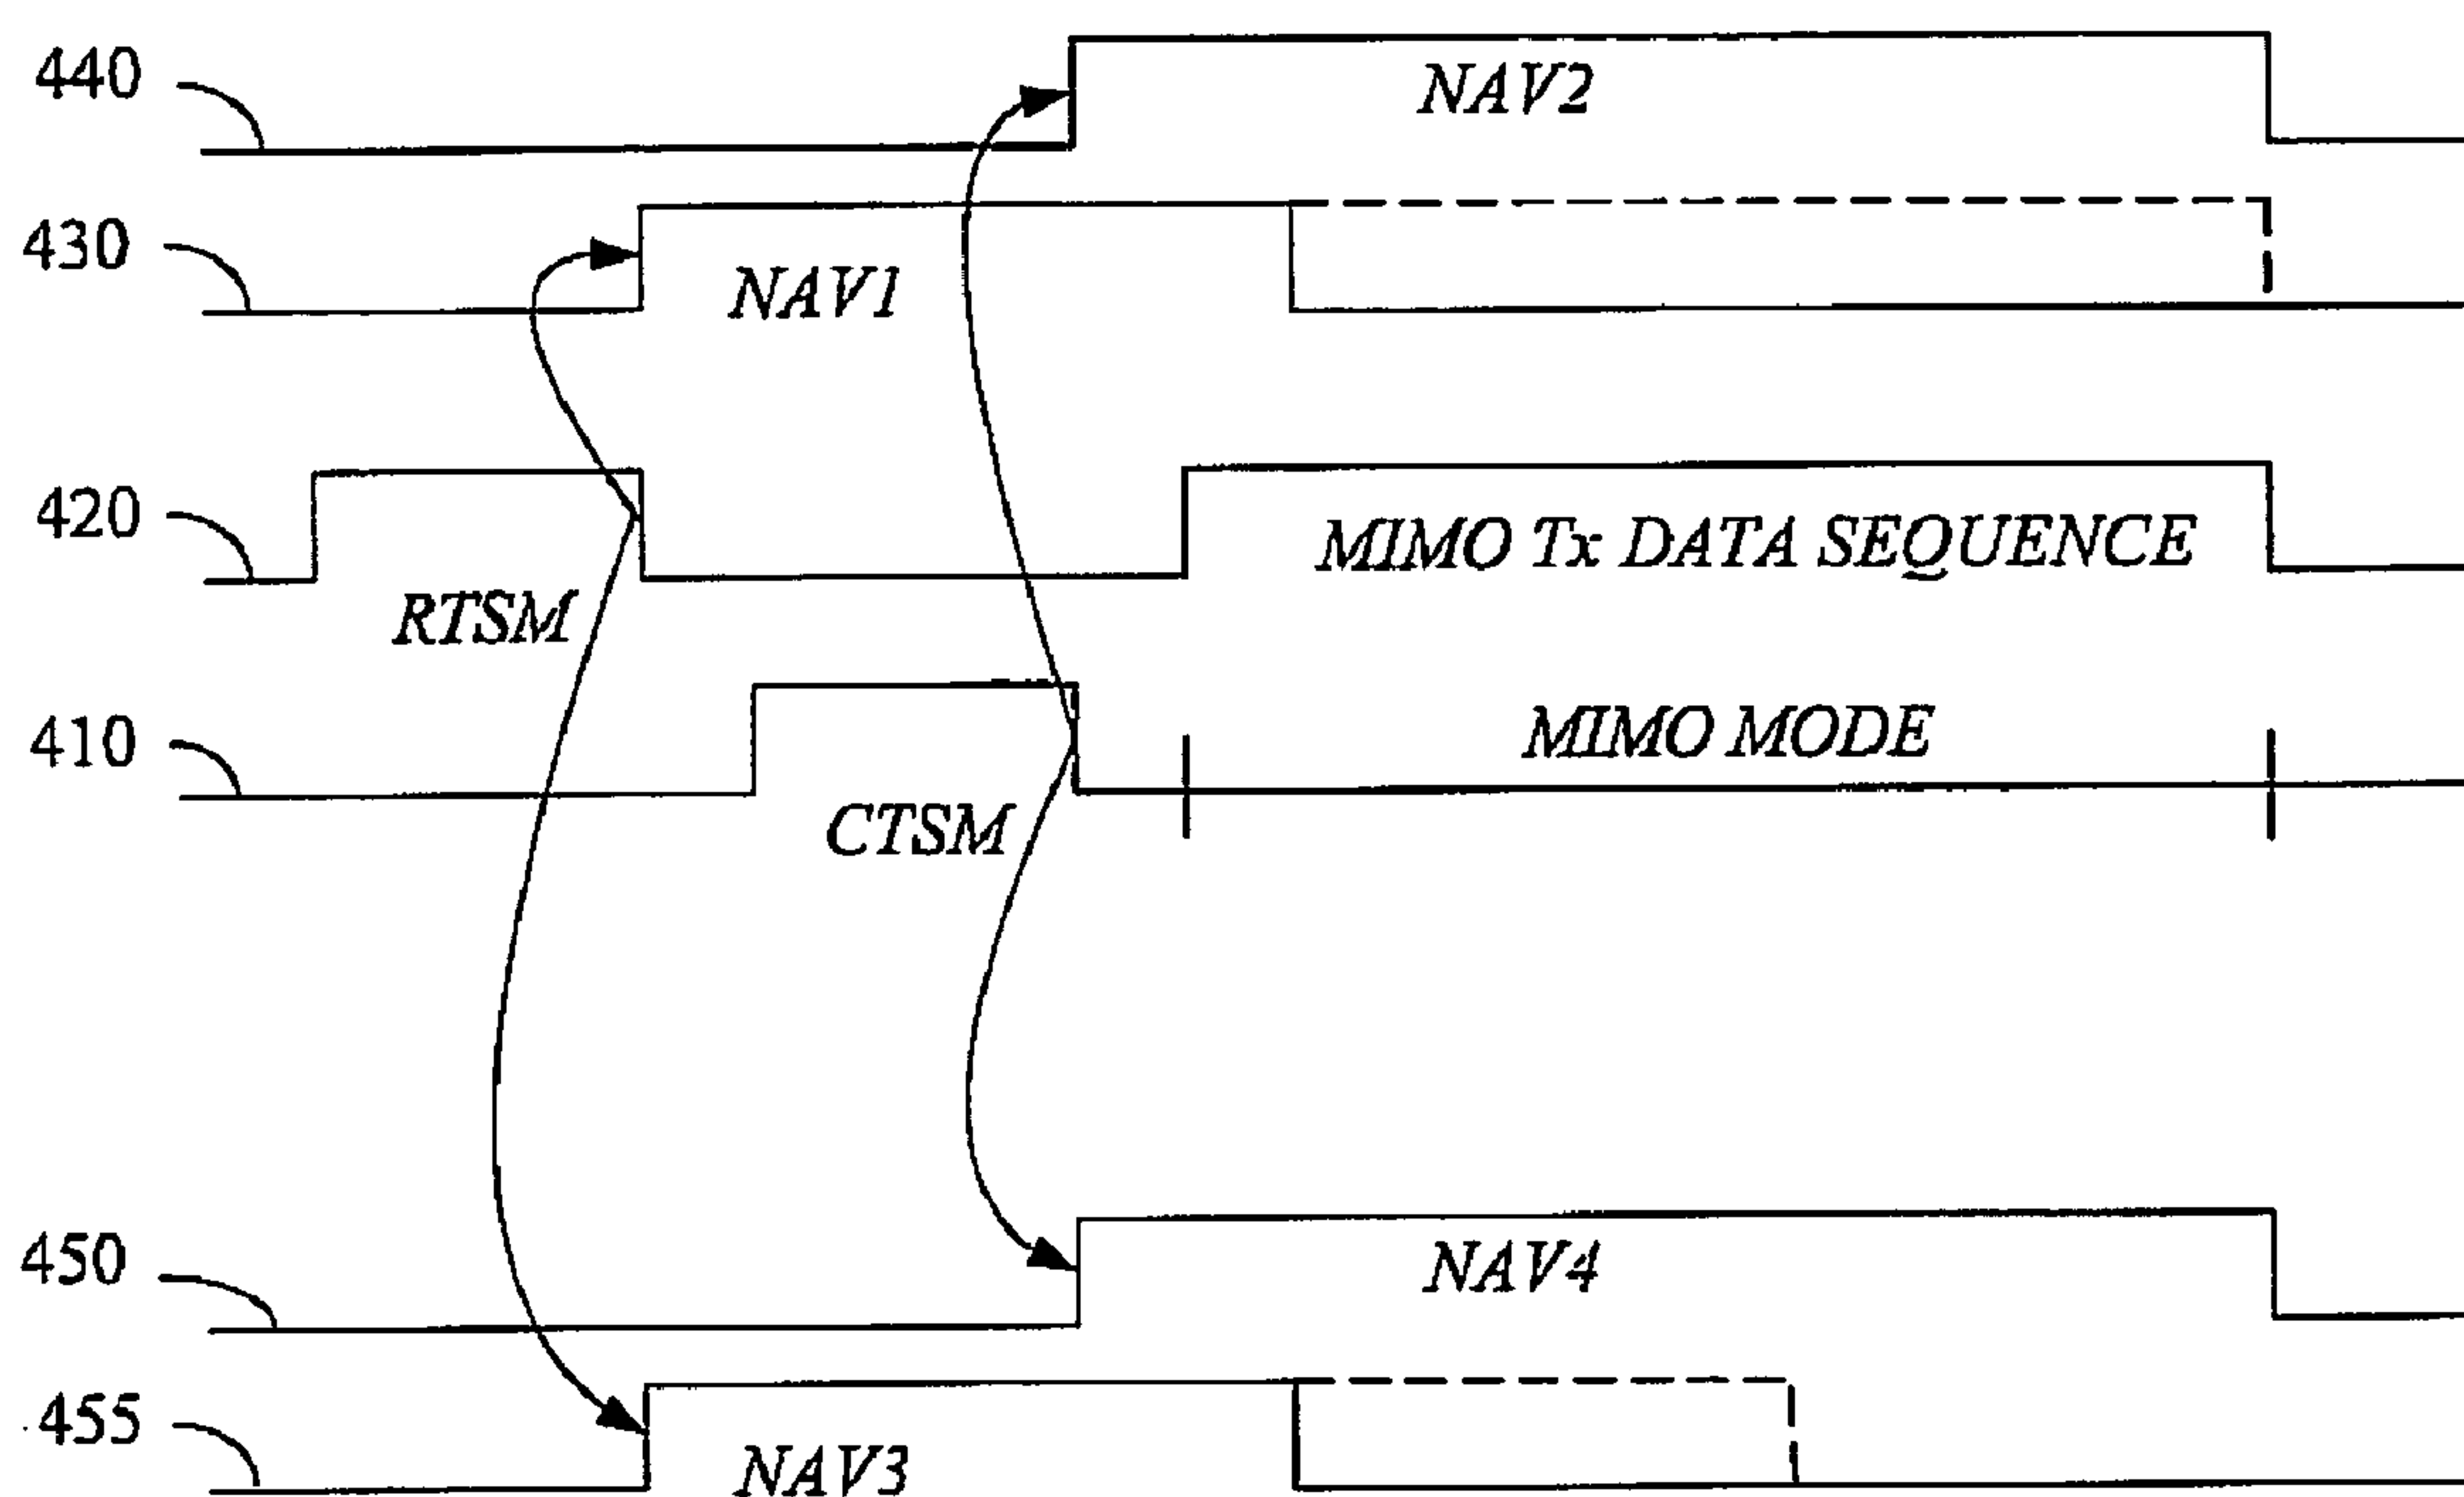 440
NAV2
430
NAV1
420
MIMO Tx DATA SEQUENCE
RTSM
410
MIMO MODE
CTSM
450
NAV4
455
NAV3